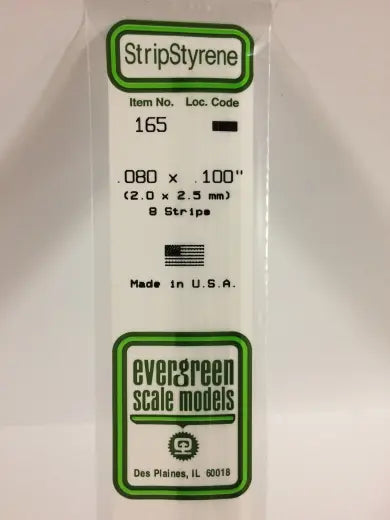 StripStyrene
Item No. Loc. Code
165
.080 x .100"
(2.0 x 2.5 mm)
8 Strips
Made in U.S.A.
evergreen
scale models
Des Plaines, IL 60018